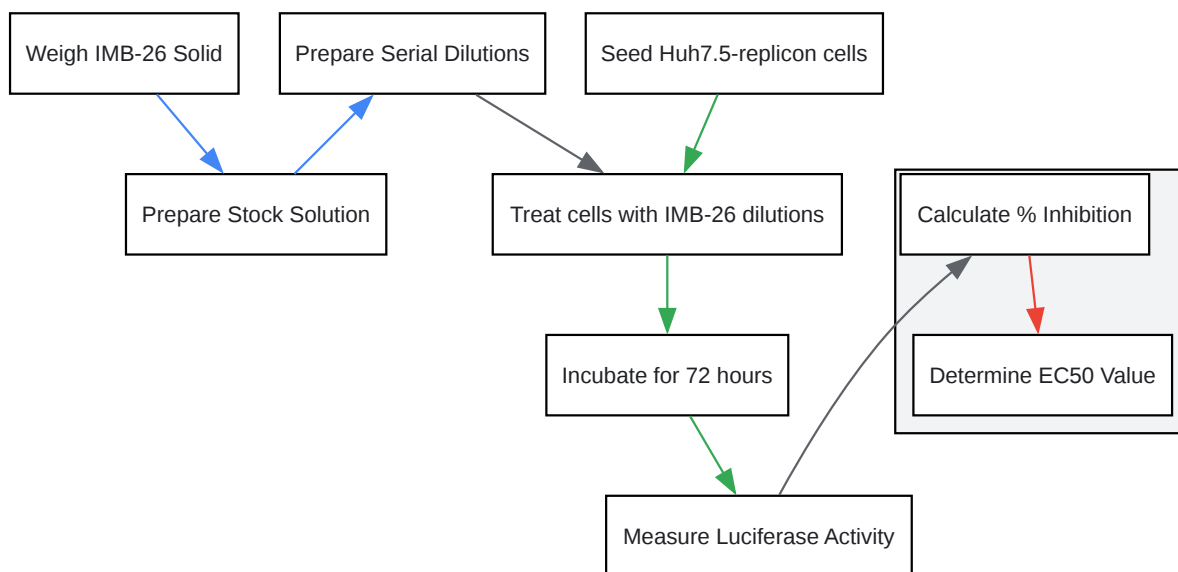 Weigh IMB-26 Solid
Prepare Serial Dilutions
Seed Huh7.5-replicon cells
Prepare Stock Solution
Treat cells with IMB-26 dilutions
Calculate % Inhibition
Incubate for 72 hours
Determine EC50 Value
Measure Luciferase Activity